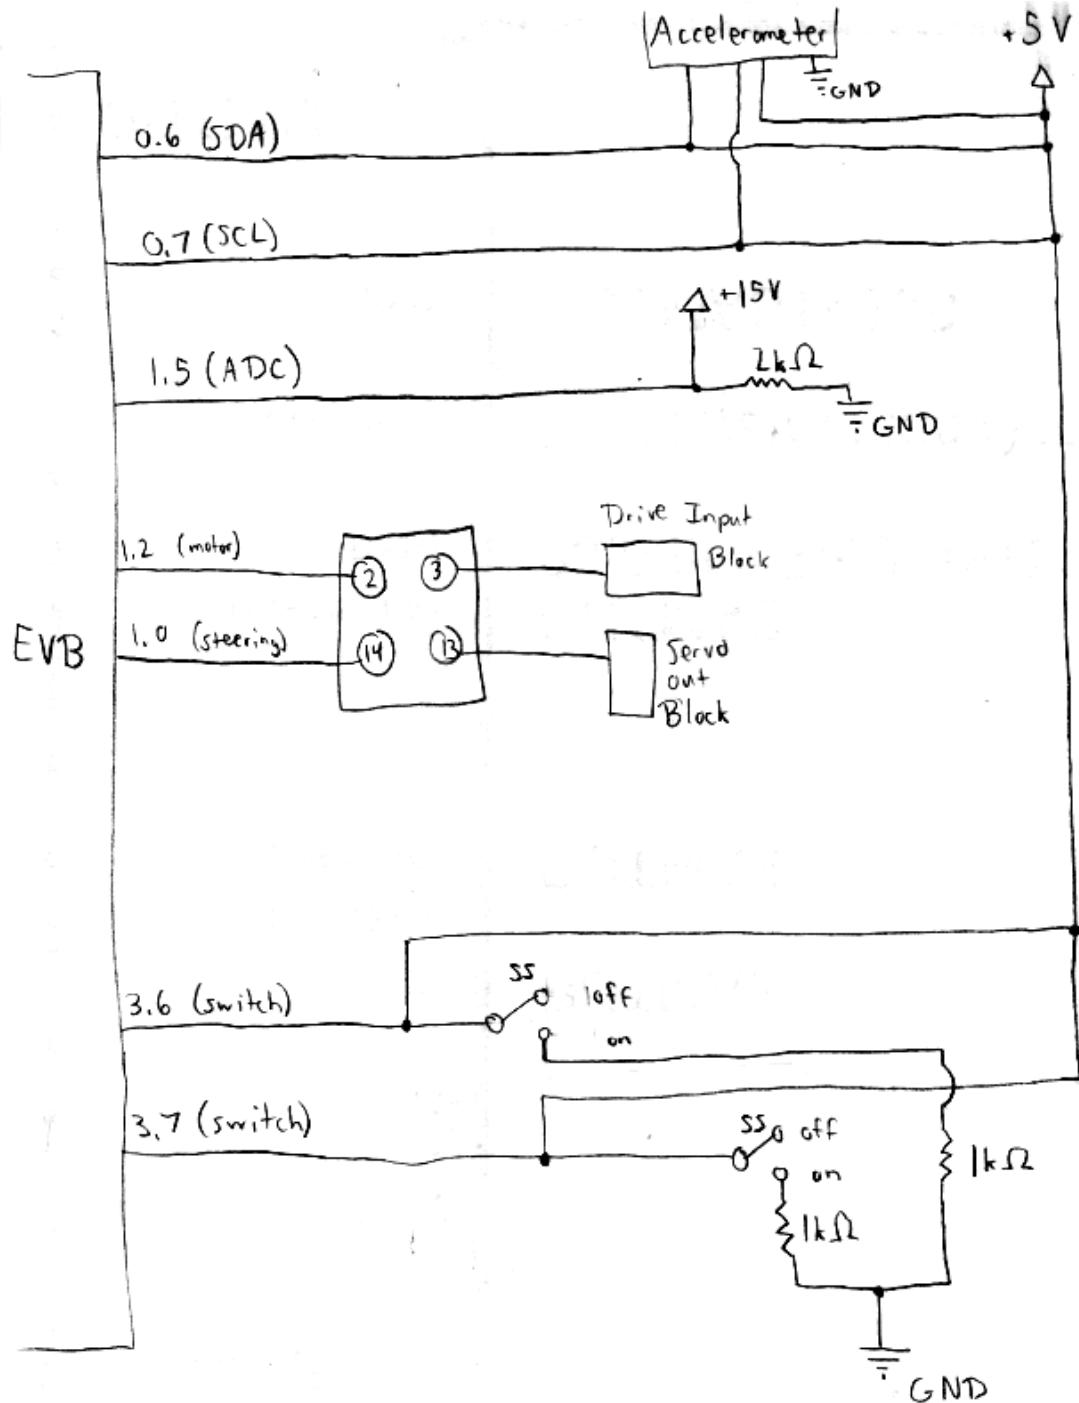 Accelerometer
+5V
GND
0.6 (SDA)
0.7 (SCL)
+15V
1.5 (ADC)
2kΩ
GND
Drive Input
Block
1.2 (motor)
2
3
EVB
1.0 (steering)
14
13
Servo
out
Block
SS
off
3.6 (switch)
on
3.7 (switch)
SS
off
on
1kΩ
1kΩ
GND